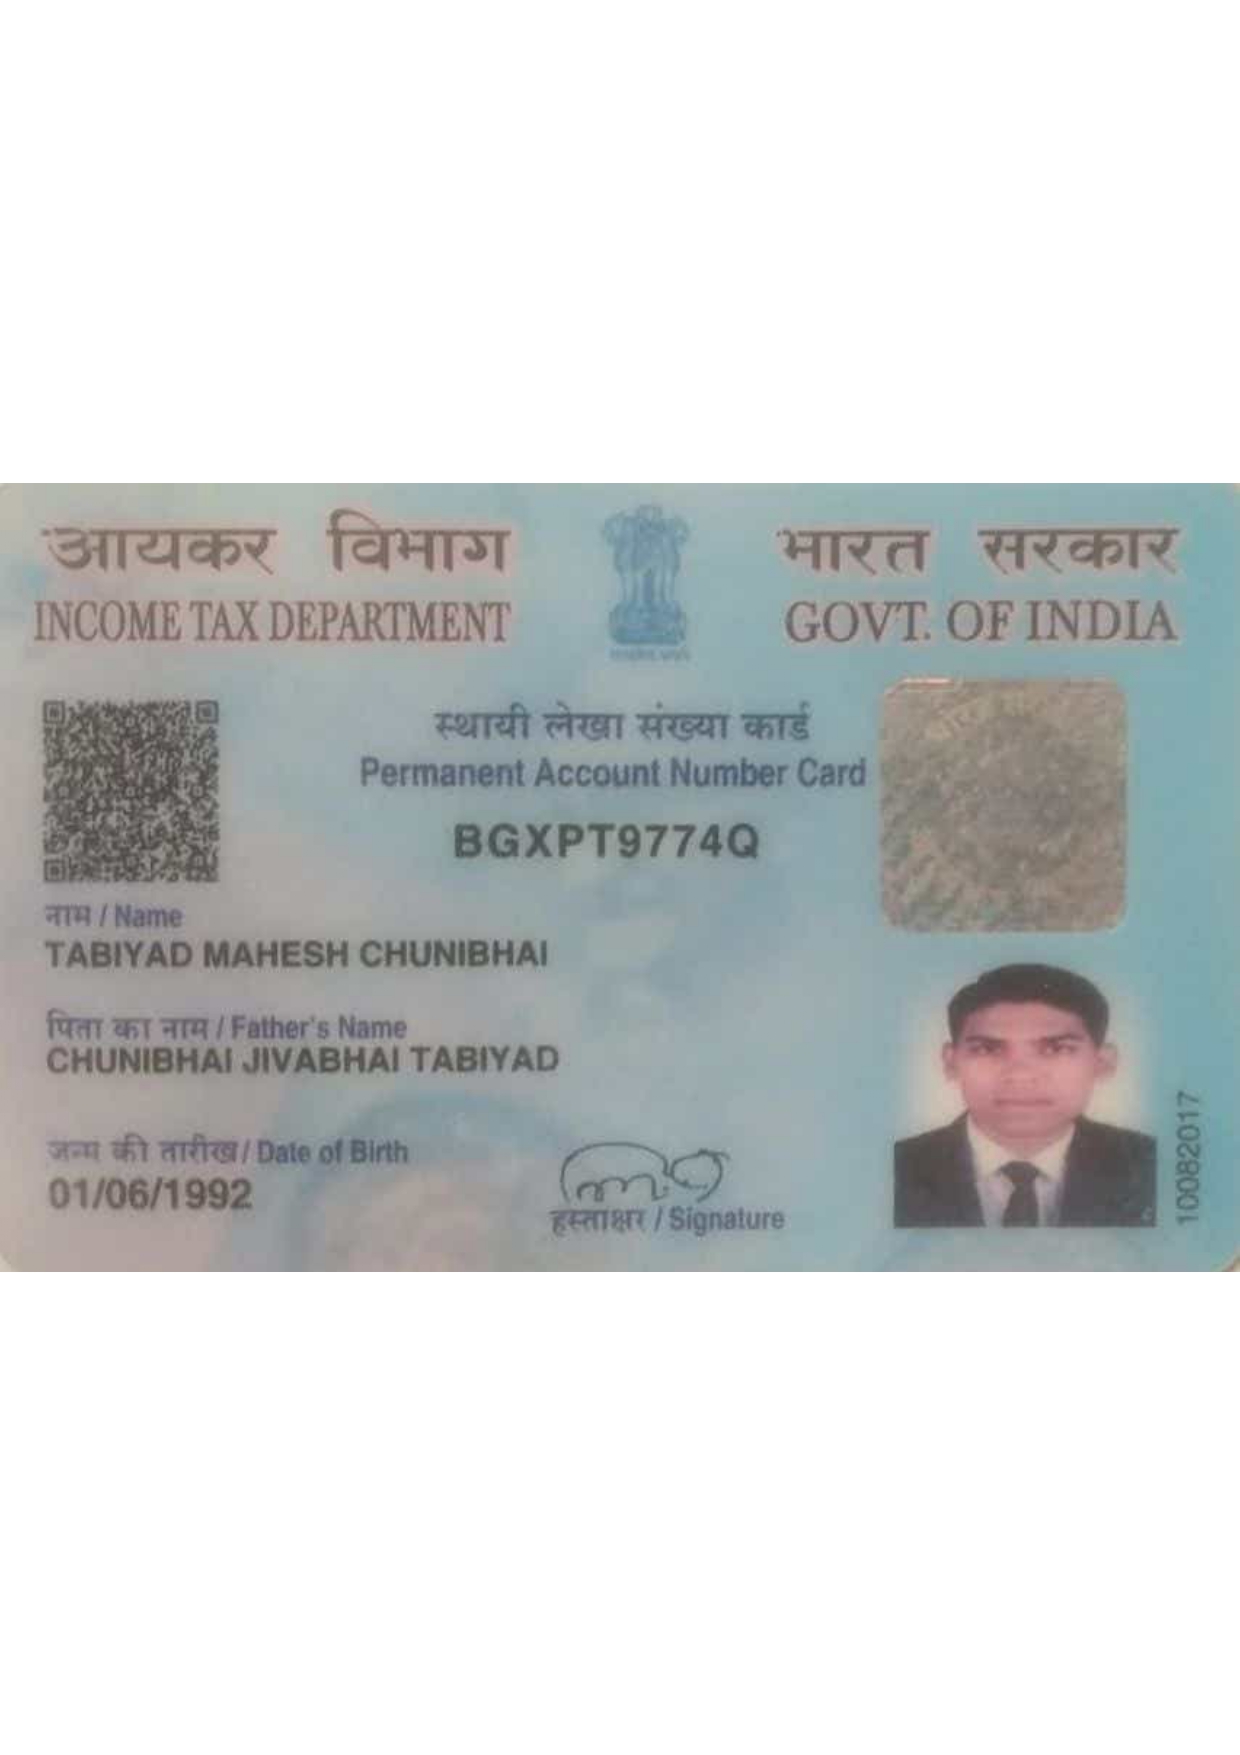 आयकर विभाग
INCOME TAX DEPARTMENT
भारत सरकार
GOVT. OF INDIA
स्थायी लेखा संख्या कार्ड
Permanent Account Number Card
BGXPT9774Q
नाम / Name
TABIYAD MAHESH CHUNIBHAI
पिता का नाम / Father's Name
CHUNIBHAI JIVABHAI TABIYAD
जन्म की तारीख / Date of Birth
01/06/1992
हस्ताक्षर / Signature
10082017